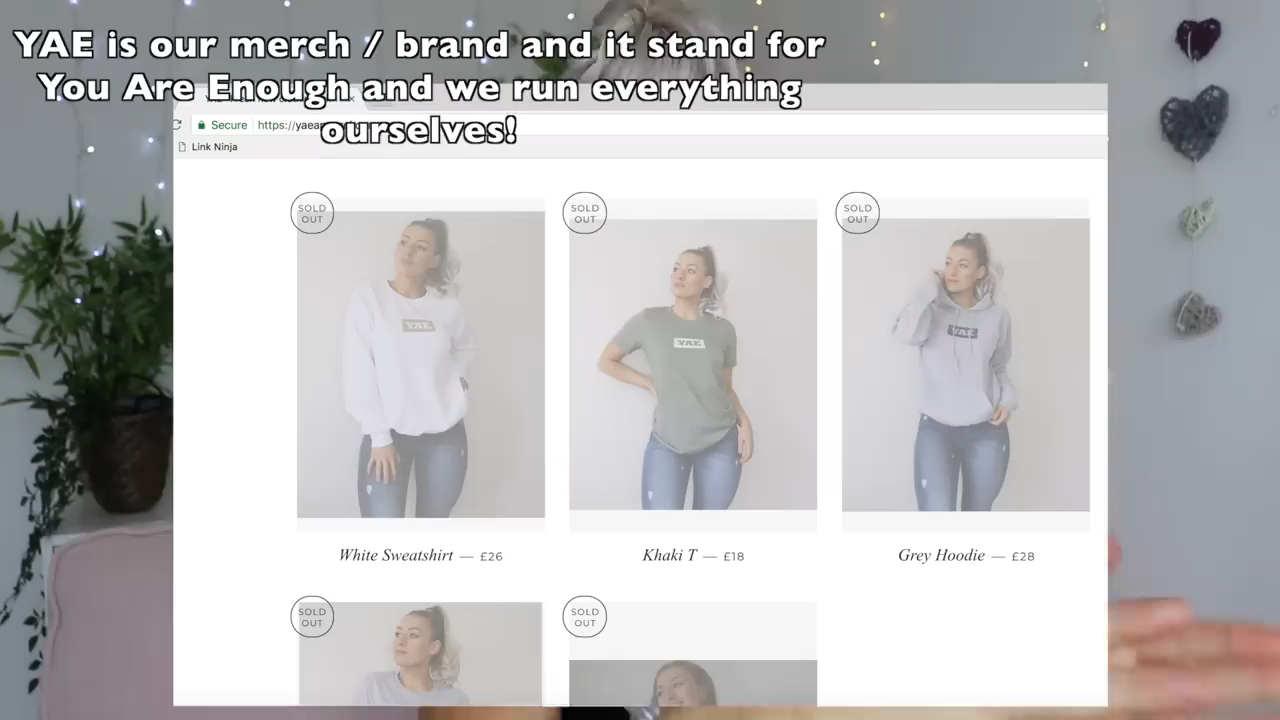 YAE is our merch / brand and it stand for
You Are Enough and we run everything
ourselves!
Secure
https://yaea
Link Ninja
SOLD
OUT
SOLD
OUT
SOLD
OUT
YAE
YAE
YAE
White Sweatshirt — £26
Khaki T — £18
Grey Hoodie — £28
SOLD
OUT
SOLD
OUT